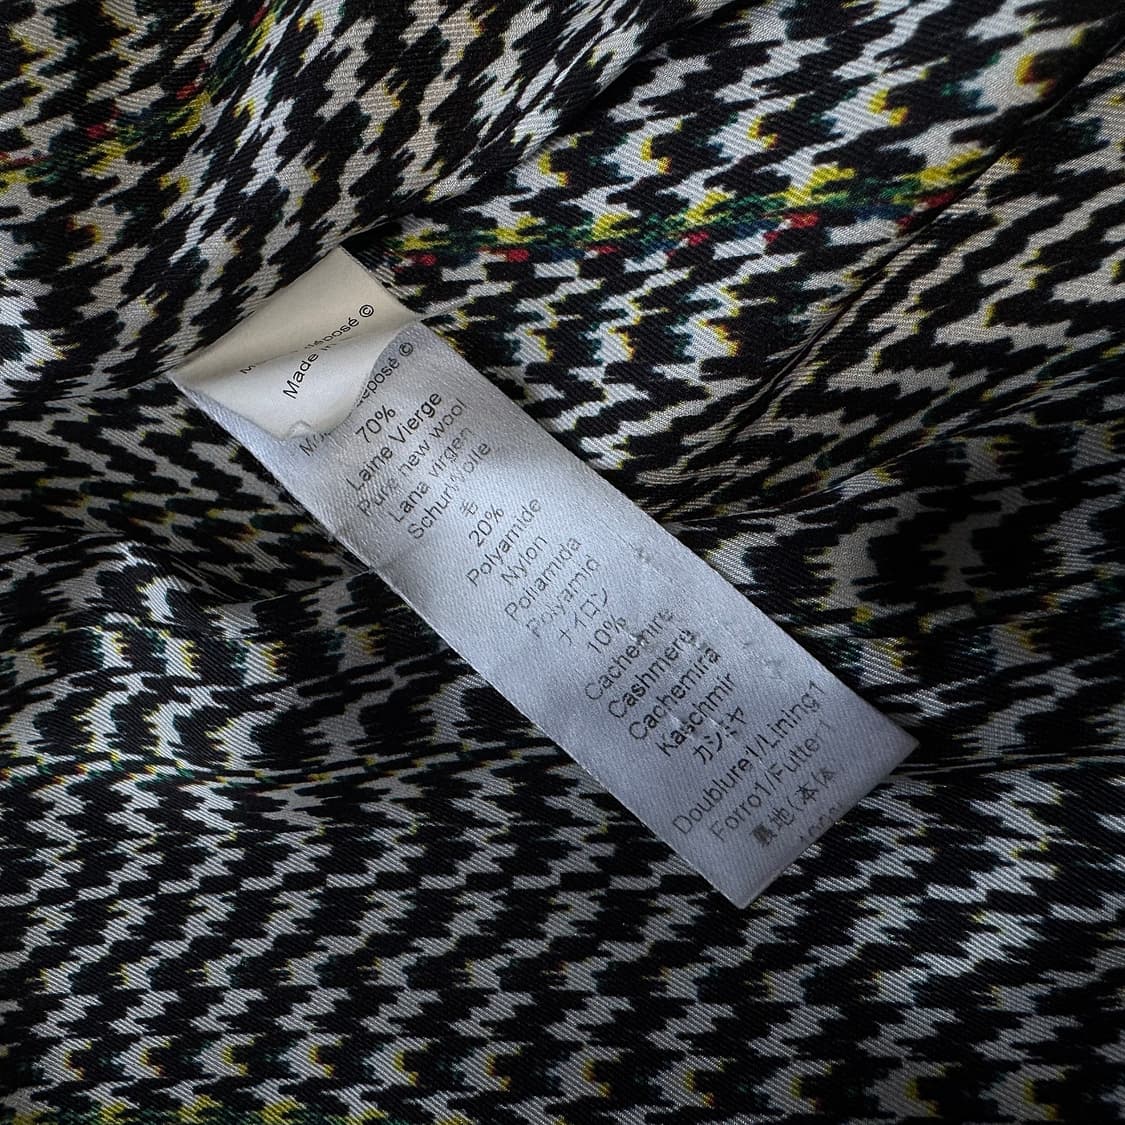 déposé ©
Made
déposé ©
70%
Laine Vierge
Pure new wool
Lana virgen
Schurwolle
毛
20%
Polyamide
Nylon
Poliamida
Polyamid
ナイロン
10%
Cachemire
Cashmere
Cachemira
Kaschmir
カシミヤ
Doublure1/Lining1
Forro1/Futter1
裏地(本体